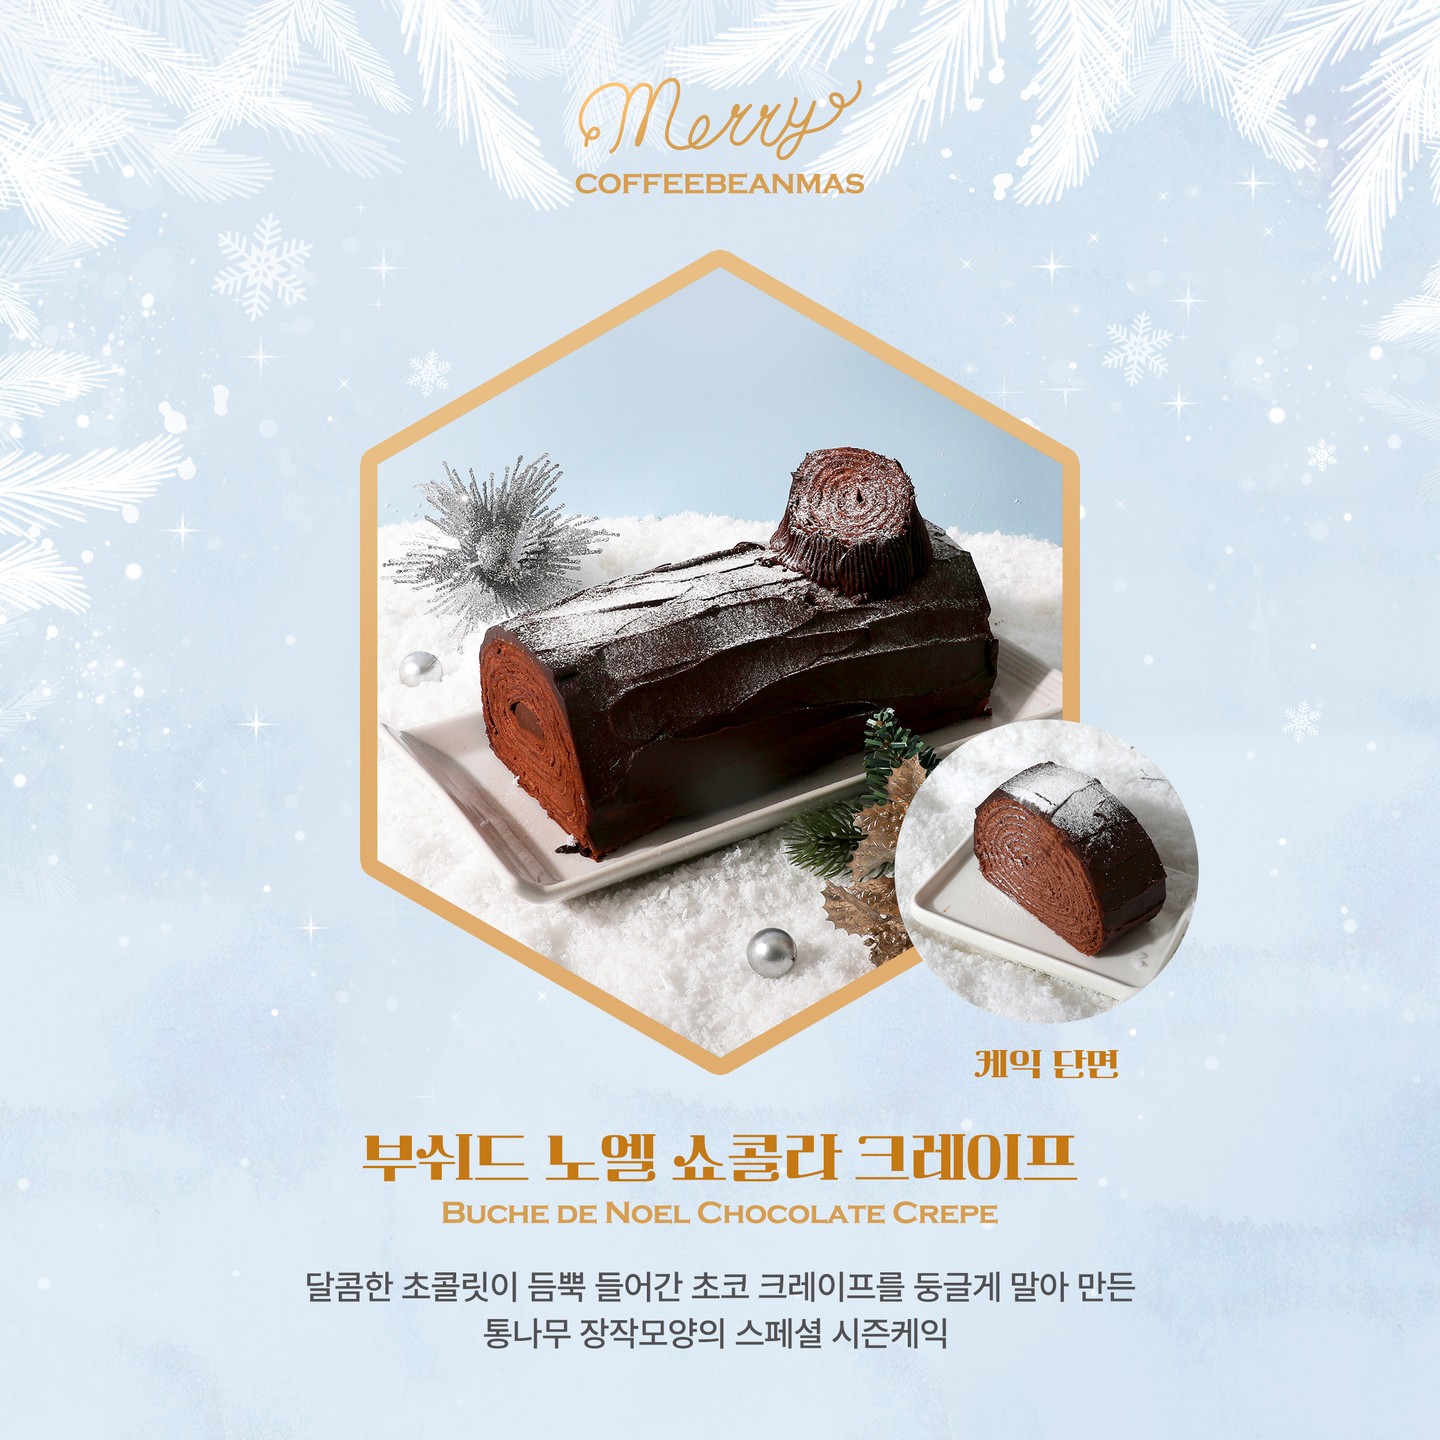 Merry
COFFEEBEANMAS
케익 단면
부쉬드 노엘 쇼콜라 크레이프
BUCHE DE NOEL CHOCOLATE CREPE
달콤한 초콜릿이 듬뿍 들어간 초코 크레이프를 둥글게 말아 만든
통나무 장작모양의 스페셜 시즌케익